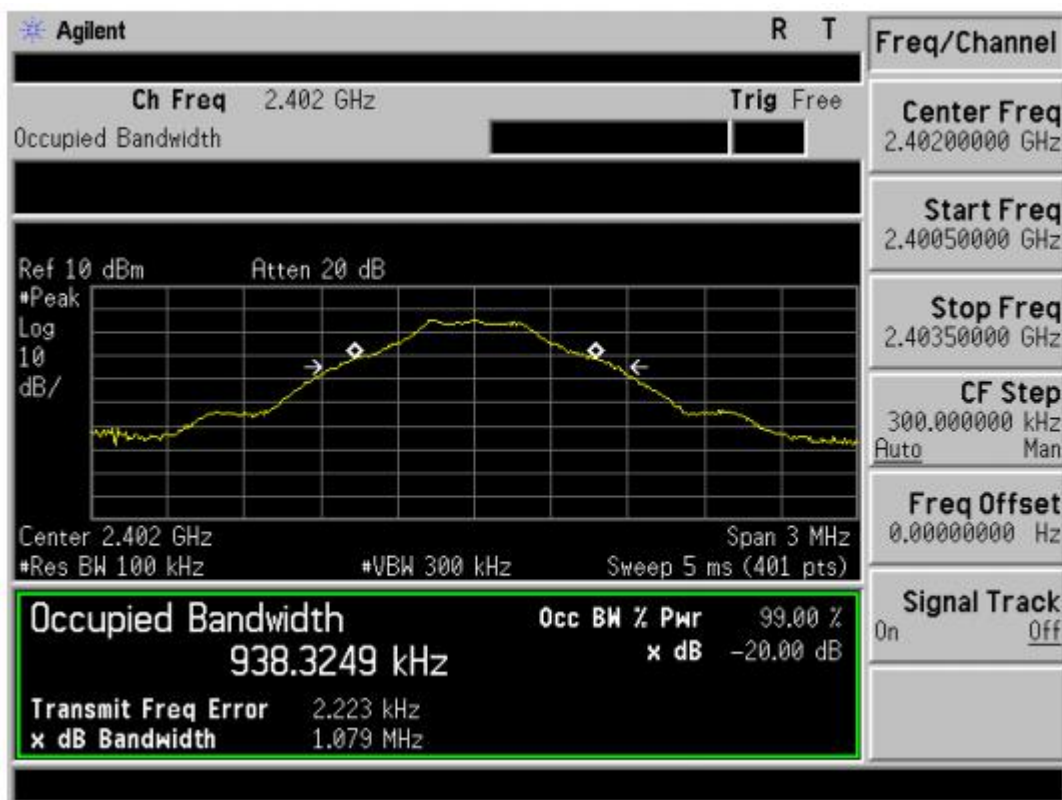 Agilent R T
Ch Freq 2.402 GHz Trig Free
Occupied Bandwidth
Ref 10 dBm Atten 20 dB
#Peak
Log
10
dB/
Center 2.402 GHz Span 3 MHz
#Res BW 100 kHz #VBW 300 kHz Sweep 5 ms (401 pts)
Occupied Bandwidth Occ BW % Pwr 99.00 %
938.3249 kHz x dB -20.00 dB
Transmit Freq Error 2.223 kHz
x dB Bandwidth 1.079 MHz
Freq/Channel
Center Freq
2.40200000 GHz
Start Freq
2.40050000 GHz
Stop Freq
2.40350000 GHz
CF Step
300.000000 kHz
Auto Man
Freq Offset
0.00000000 Hz
Signal Track
On Off